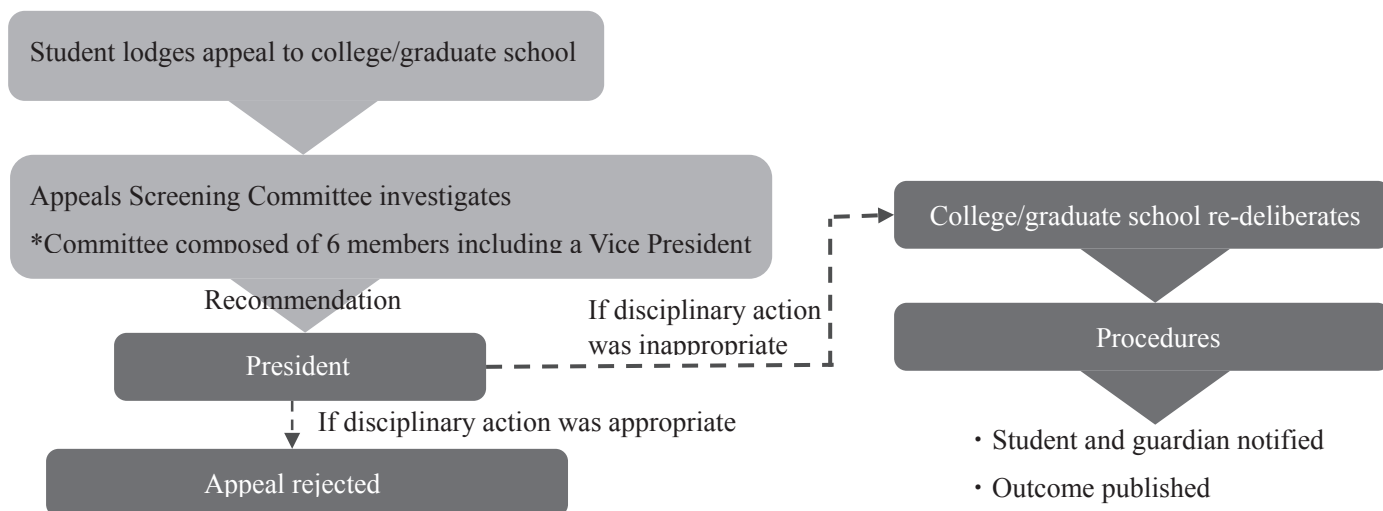 Student lodges appeal to college/graduate school
Appeals Screening Committee investigates
*Committee composed of 6 members including a Vice President
Recommendation
President
If disciplinary action was appropriate
Appeal rejected
If disciplinary action
was inappropriate
College/graduate school re-deliberates
Procedures
・Student and guardian notified
・Outcome published